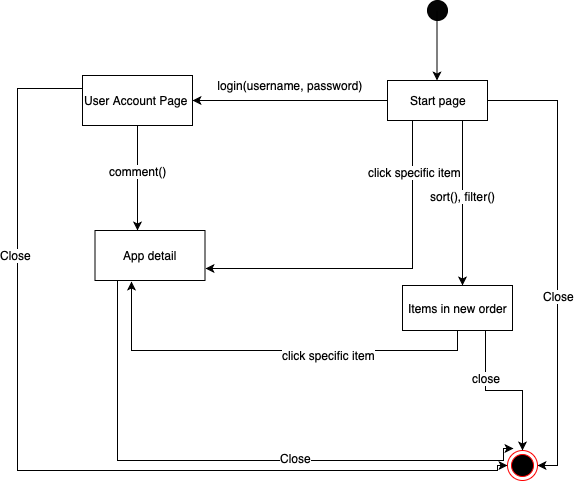 login(username, password)
User Account Page
Start page
comment()
click specific item
sort(), filter()
Close
App detail
Close
Items in new order
click specific item
close
Close